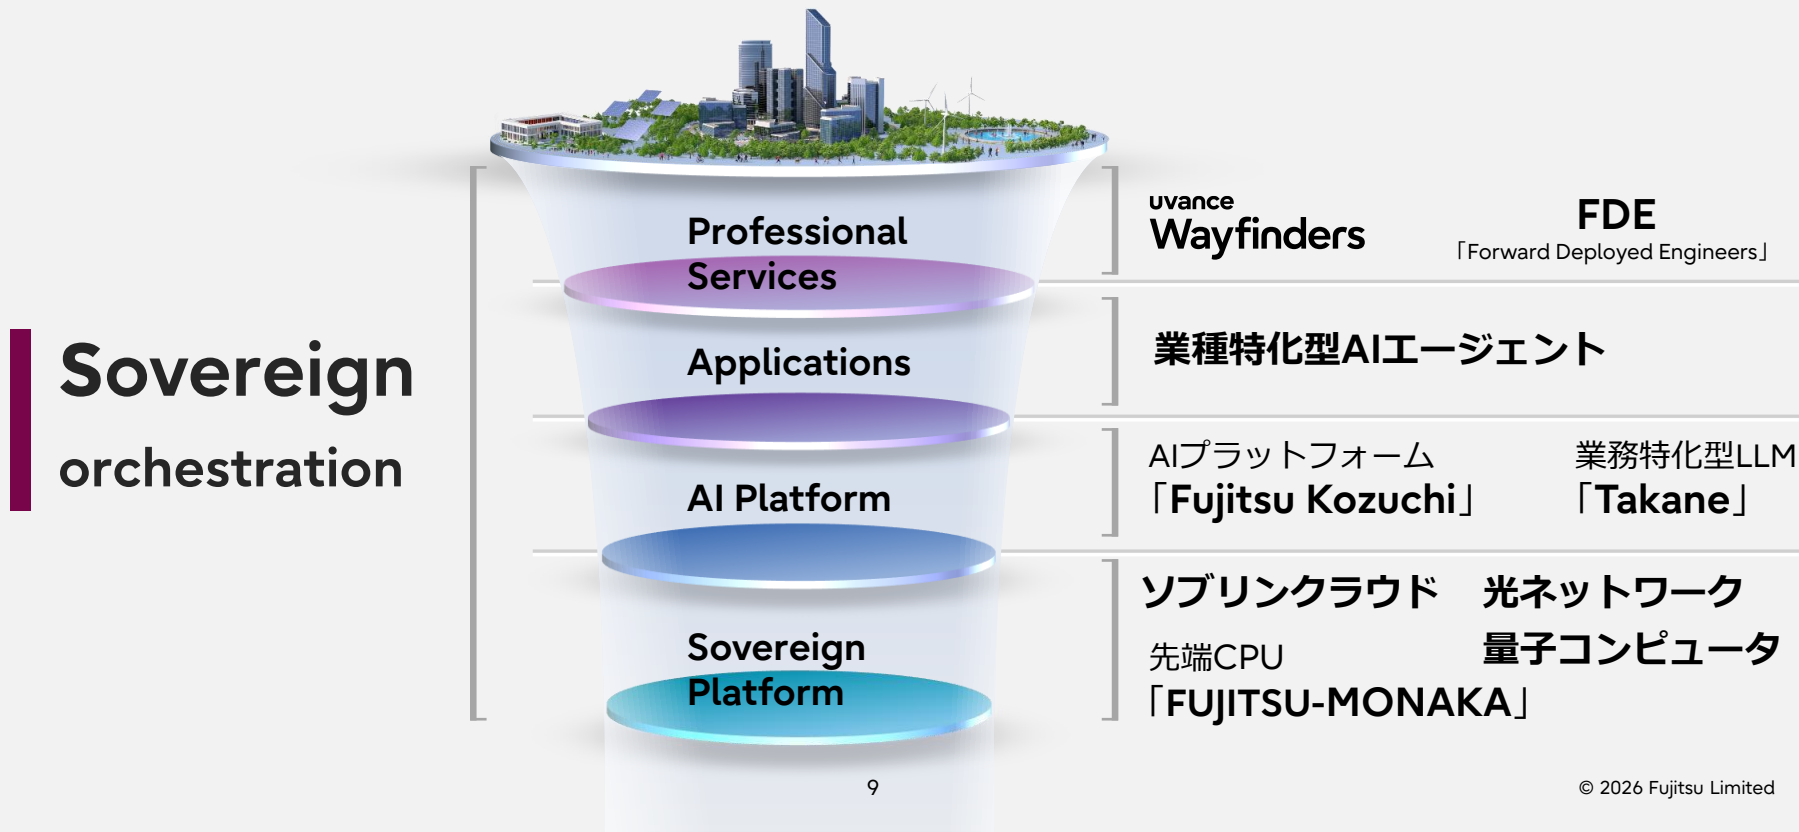 Sovereign
orchestration
Professional
Services
uvance
Wayfinders
FDE
「Forward Deployed Engineers」
Applications
業種特化型AIエージェント
AI Platform
AIプラットフォーム
「Fujitsu Kozuchi」
業務特化型LLM
「Takane」
Sovereign
Platform
ソブリンクラウド
光ネットワーク
先端CPU
「FUJITSU-MONAKA」
量子コンピュータ
9
© 2026 Fujitsu Limited